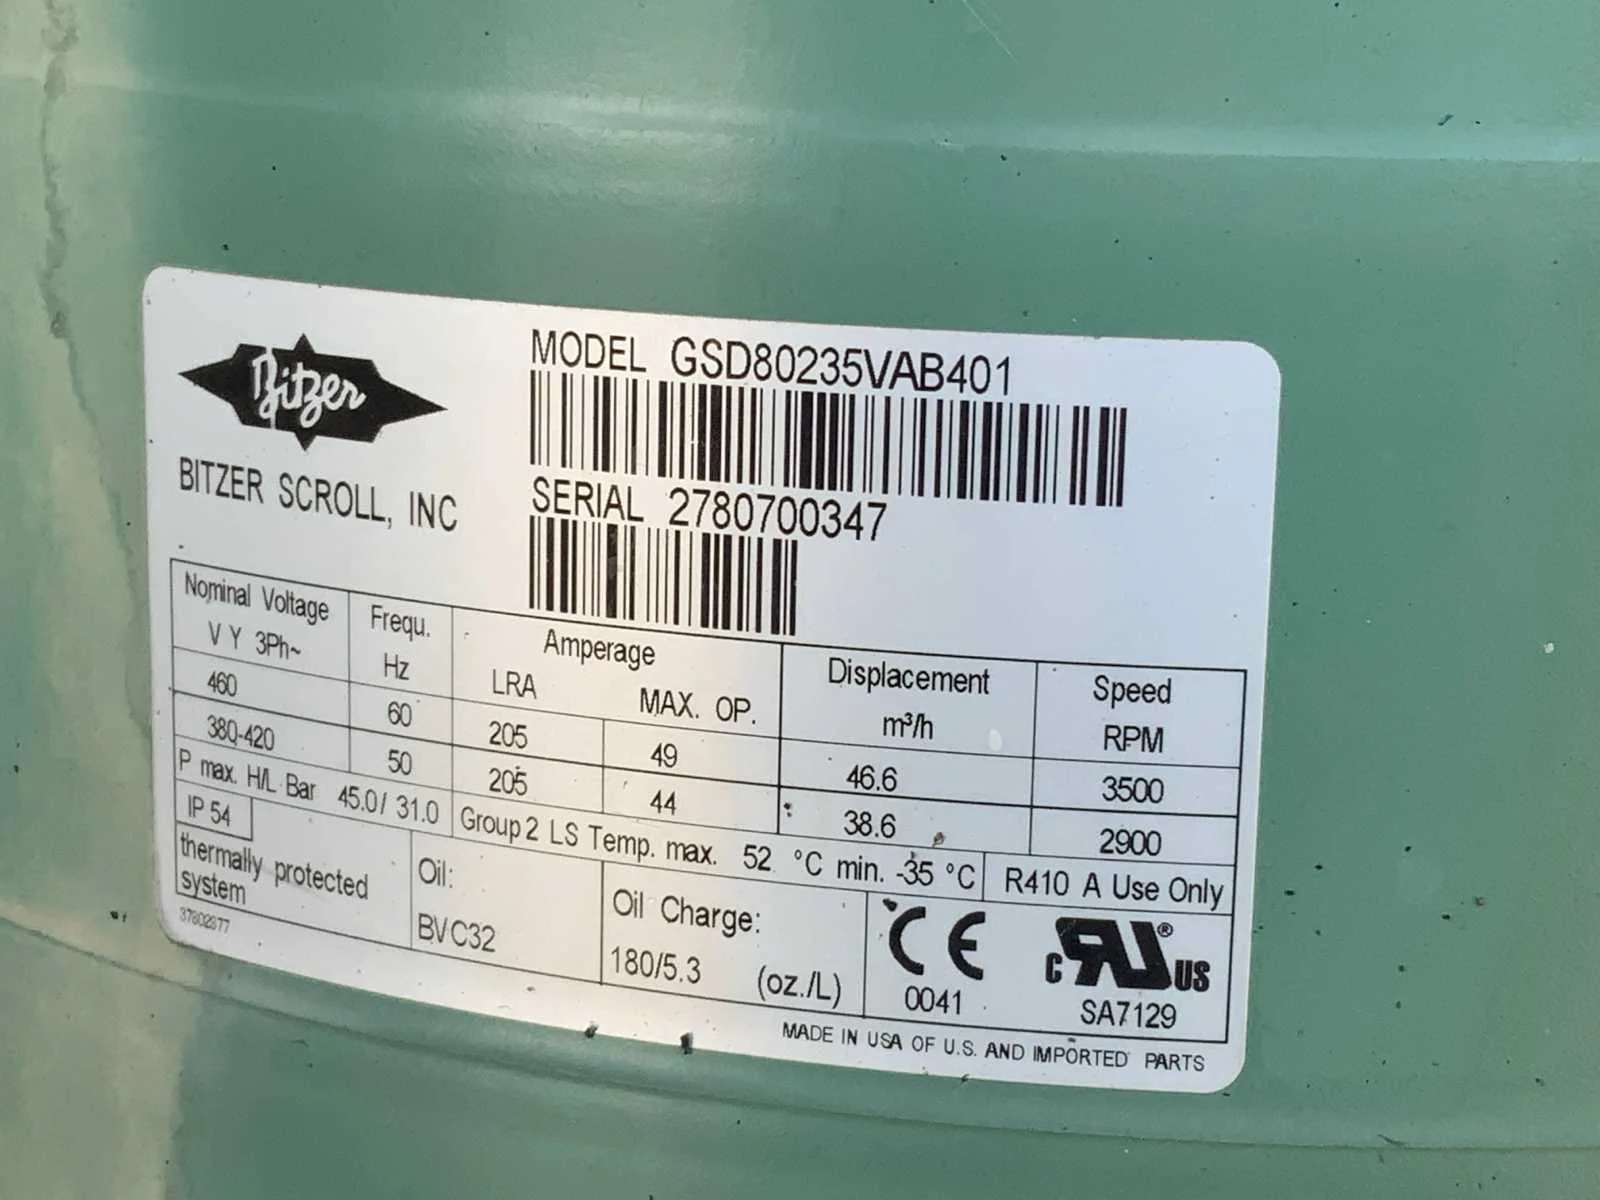 Bitzer
BITZER SCROLL, INC
MODEL GSD80235VAB401
SERIAL 2780700347
Nominal Voltage Frequ. Amperage Displacement Speed
V Y 3Ph~ Hz LRA MAX. OP. m³/h RPM
460 60 205 49 46.6 3500
380-420 50 205 44 38.6 2900
P max. H/L Bar 45.0/ 31.0 Group2 LS Temp. max. 52 °C min. -35 °C R410 A Use Only
IP 54
thermally protected
system
Oil:
BVC32
Oil Charge:
180/5.3 (oz./L)
CE
0041
c RU ® US
SA7129
37802877
MADE IN USA OF U.S. AND IMPORTED PARTS